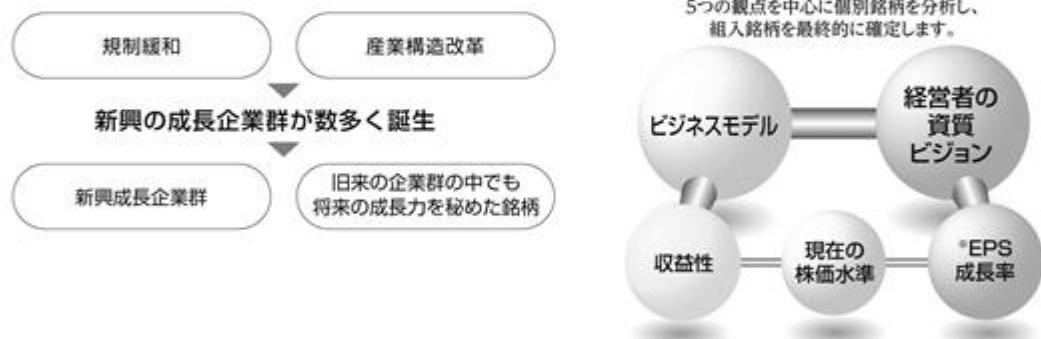 規制緩和
産業構造改革
新興の成長企業群が数多く誕生
新興成長企業群
旧来の企業群の中でも
将来の成長力を秘めた銘柄
5つの観点を中心に個別銘柄を分析し、
組入銘柄を最終的に確定します。
ビジネスモデル
経営者の
資質
ビジョン
収益性
現在の
株価水準
※EPS
成長率